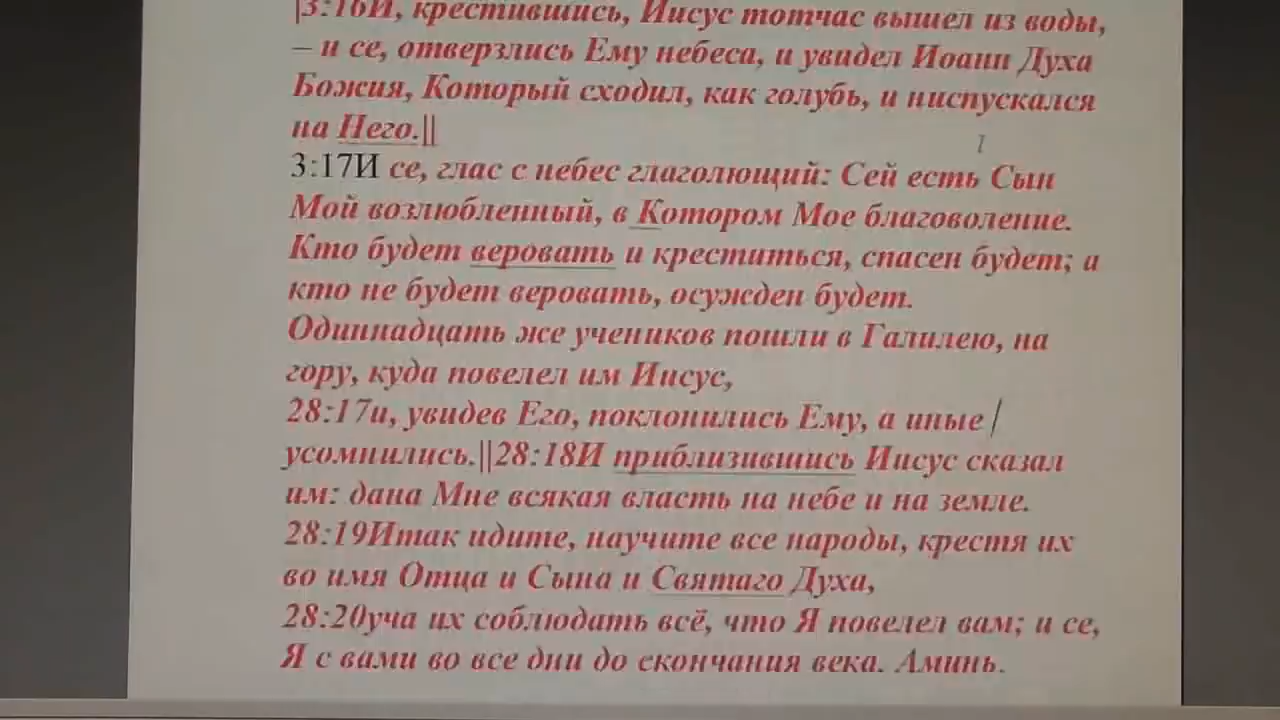 |3:16И, крестившись, Иисус тотчас вышел из воды,
– и се, отверзлись Ему небеса, и увидел Иоанн Духа
Божия, Который сходил, как голубь, и ниспускался
на Него.||
3:17И се, глас с небес глаголющий: Сей есть Сын
Мой возлюбленный, в Котором Мое благоволение.
Кто будет веровать и креститься, спасен будет; а
кто не будет веровать, осужден будет.
Одиннадцать же учеников пошли в Галилею, на
гору, куда повелел им Иисус,
28:17и, увидев Его, поклонились Ему, а иные
усомнились.||28:18И приблизившись Иисус сказал
им: дана Мне всякая власть на небе и на земле.
28:19Итак идите, научите все народы, крестя их
во имя Отца и Сына и Святаго Духа,
28:20уча их соблюдать всё, что Я повелел вам; и се,
Я с вами во все дни до скончания века. Аминь.